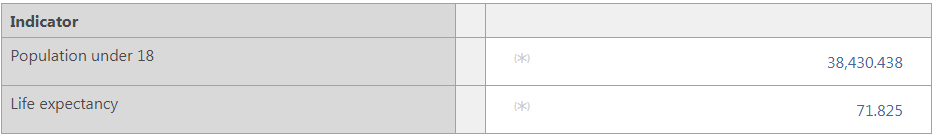 Indicator
Population under 18 (*) 38,430.438
Life expectancy (*) 71.825